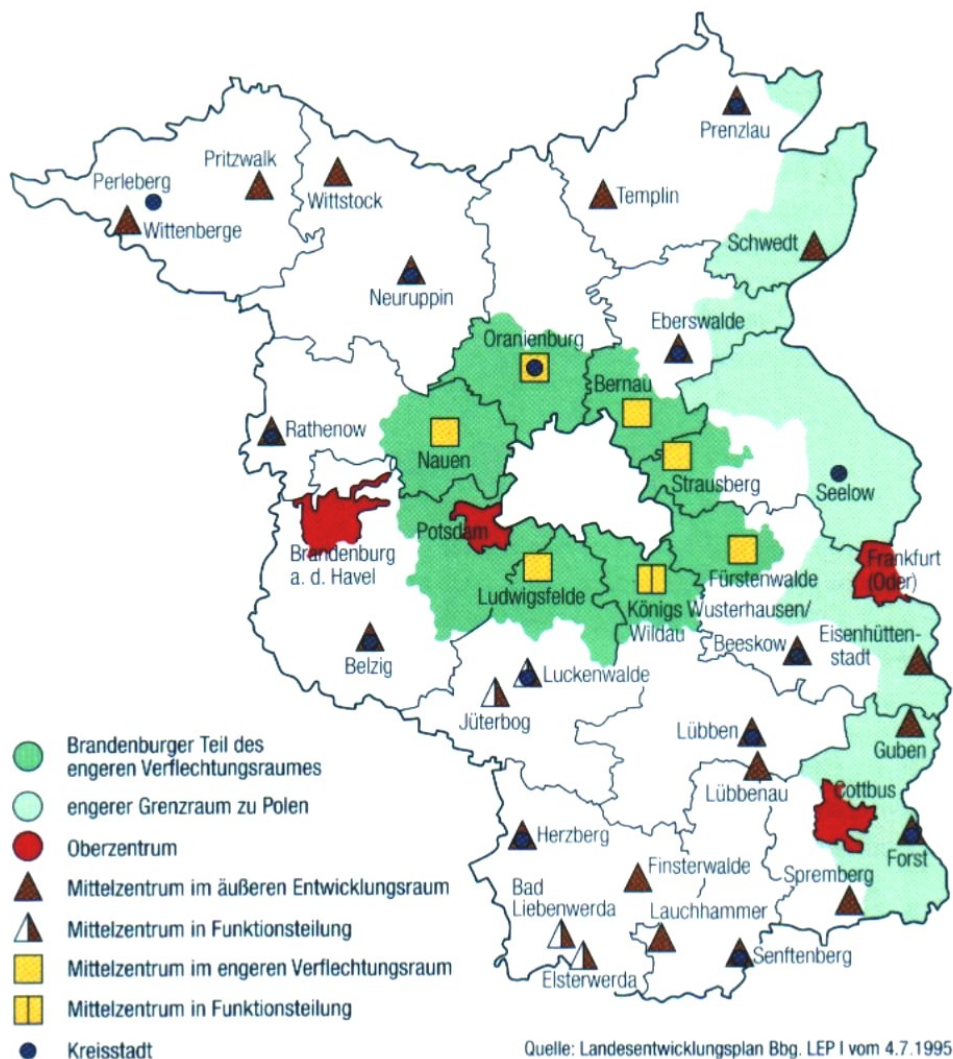 Prenzlau
Pritzwalk
Perleberg
Wittstock
Templin
Wittenberge
Schwedt
Neuruppin
Eberswalde
Oranienburg
Bernau
Rathenow
Nauen
Strausberg
Seelow
Potsdam
Brandenburg
a. d. Havel
Frankfurt
(Oder)
Fürstenwalde
Ludwigsfelde
Königs Wusterhausen/
Wildau
Beeskow
Eisenhütten-
stadt
Belzig
Luckenwalde
Jüterbog
Lübben
Guben
Lübbenau
Cottbus
Herzberg
Forst
Finsterwalde
Spremberg
Bad
Liebenwerda
Lauchhammer
Elsterwerda
Senftenberg
Brandenburger Teil des
engeren Verflechtungsraumes
engerer Grenzraum zu Polen
Oberzentrum
Mittelzentrum im äußeren Entwicklungsraum
Mittelzentrum in Funktionsteilung
Mittelzentrum im engeren Verflechtungsraum
Mittelzentrum in Funktionsteilung
Kreisstadt
Quelle: Landesentwicklungsplan Bbg. LEP I vom 4.7.1995